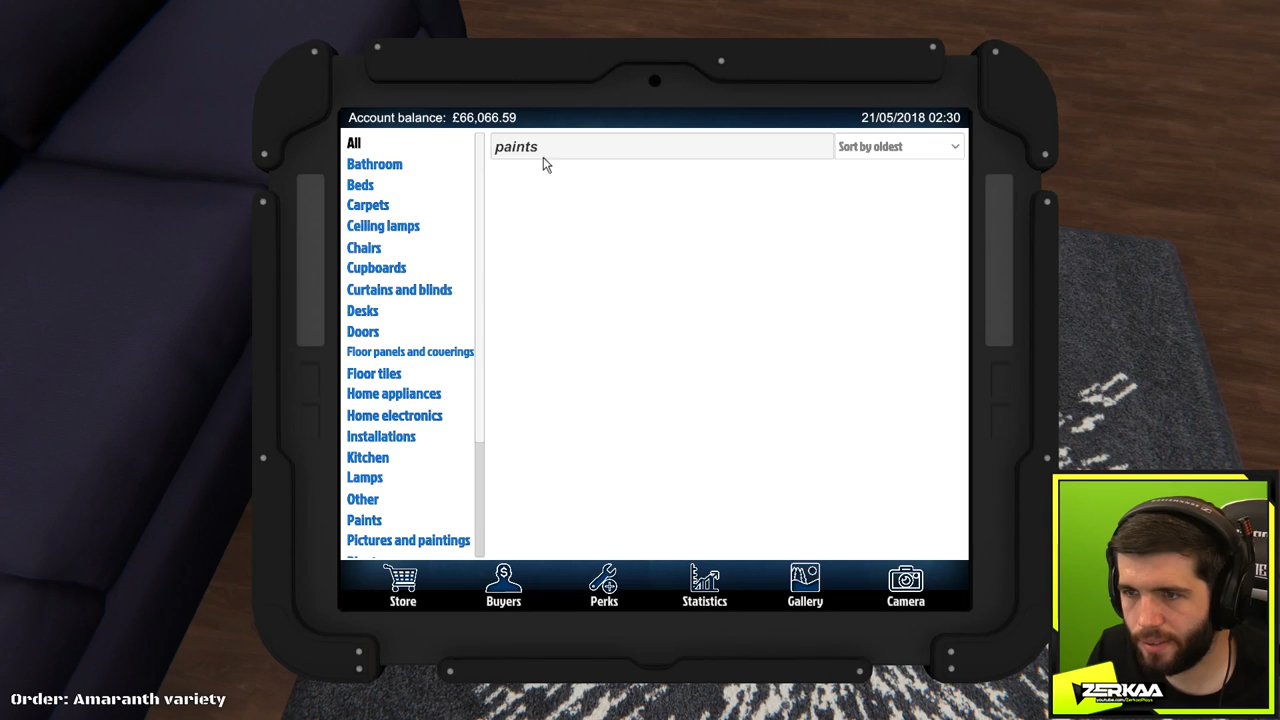 Account balance: £66,066.59
21/05/2018 02:30
All
Bathroom
Beds
Carpets
Ceiling lamps
Chairs
Cupboards
Curtains and blinds
Desks
Doors
Floor panels and coverings
Floor tiles
Home appliances
Home electronics
Installations
Kitchen
Lamps
Other
Paints
Pictures and paintings
paints
Sort by oldest
Store
Buyers
Perks
Statistics
Gallery
Camera
Order: Amaranth variety
ZERKAA